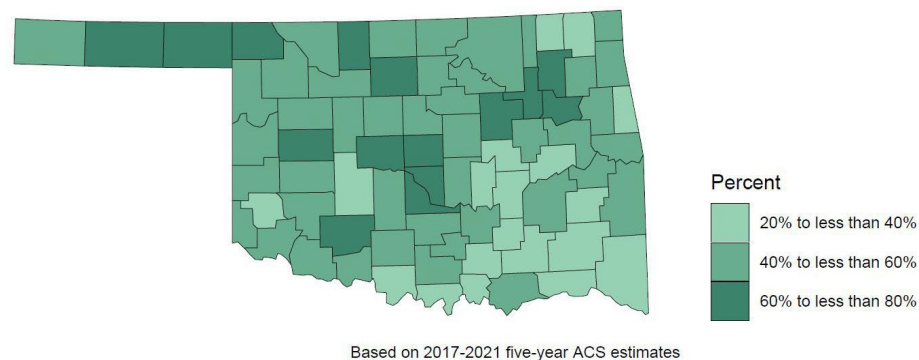 Percent
20% to less than 40%
40% to less than 60%
60% to less than 80%
Based on 2017-2021 five-year ACS estimates